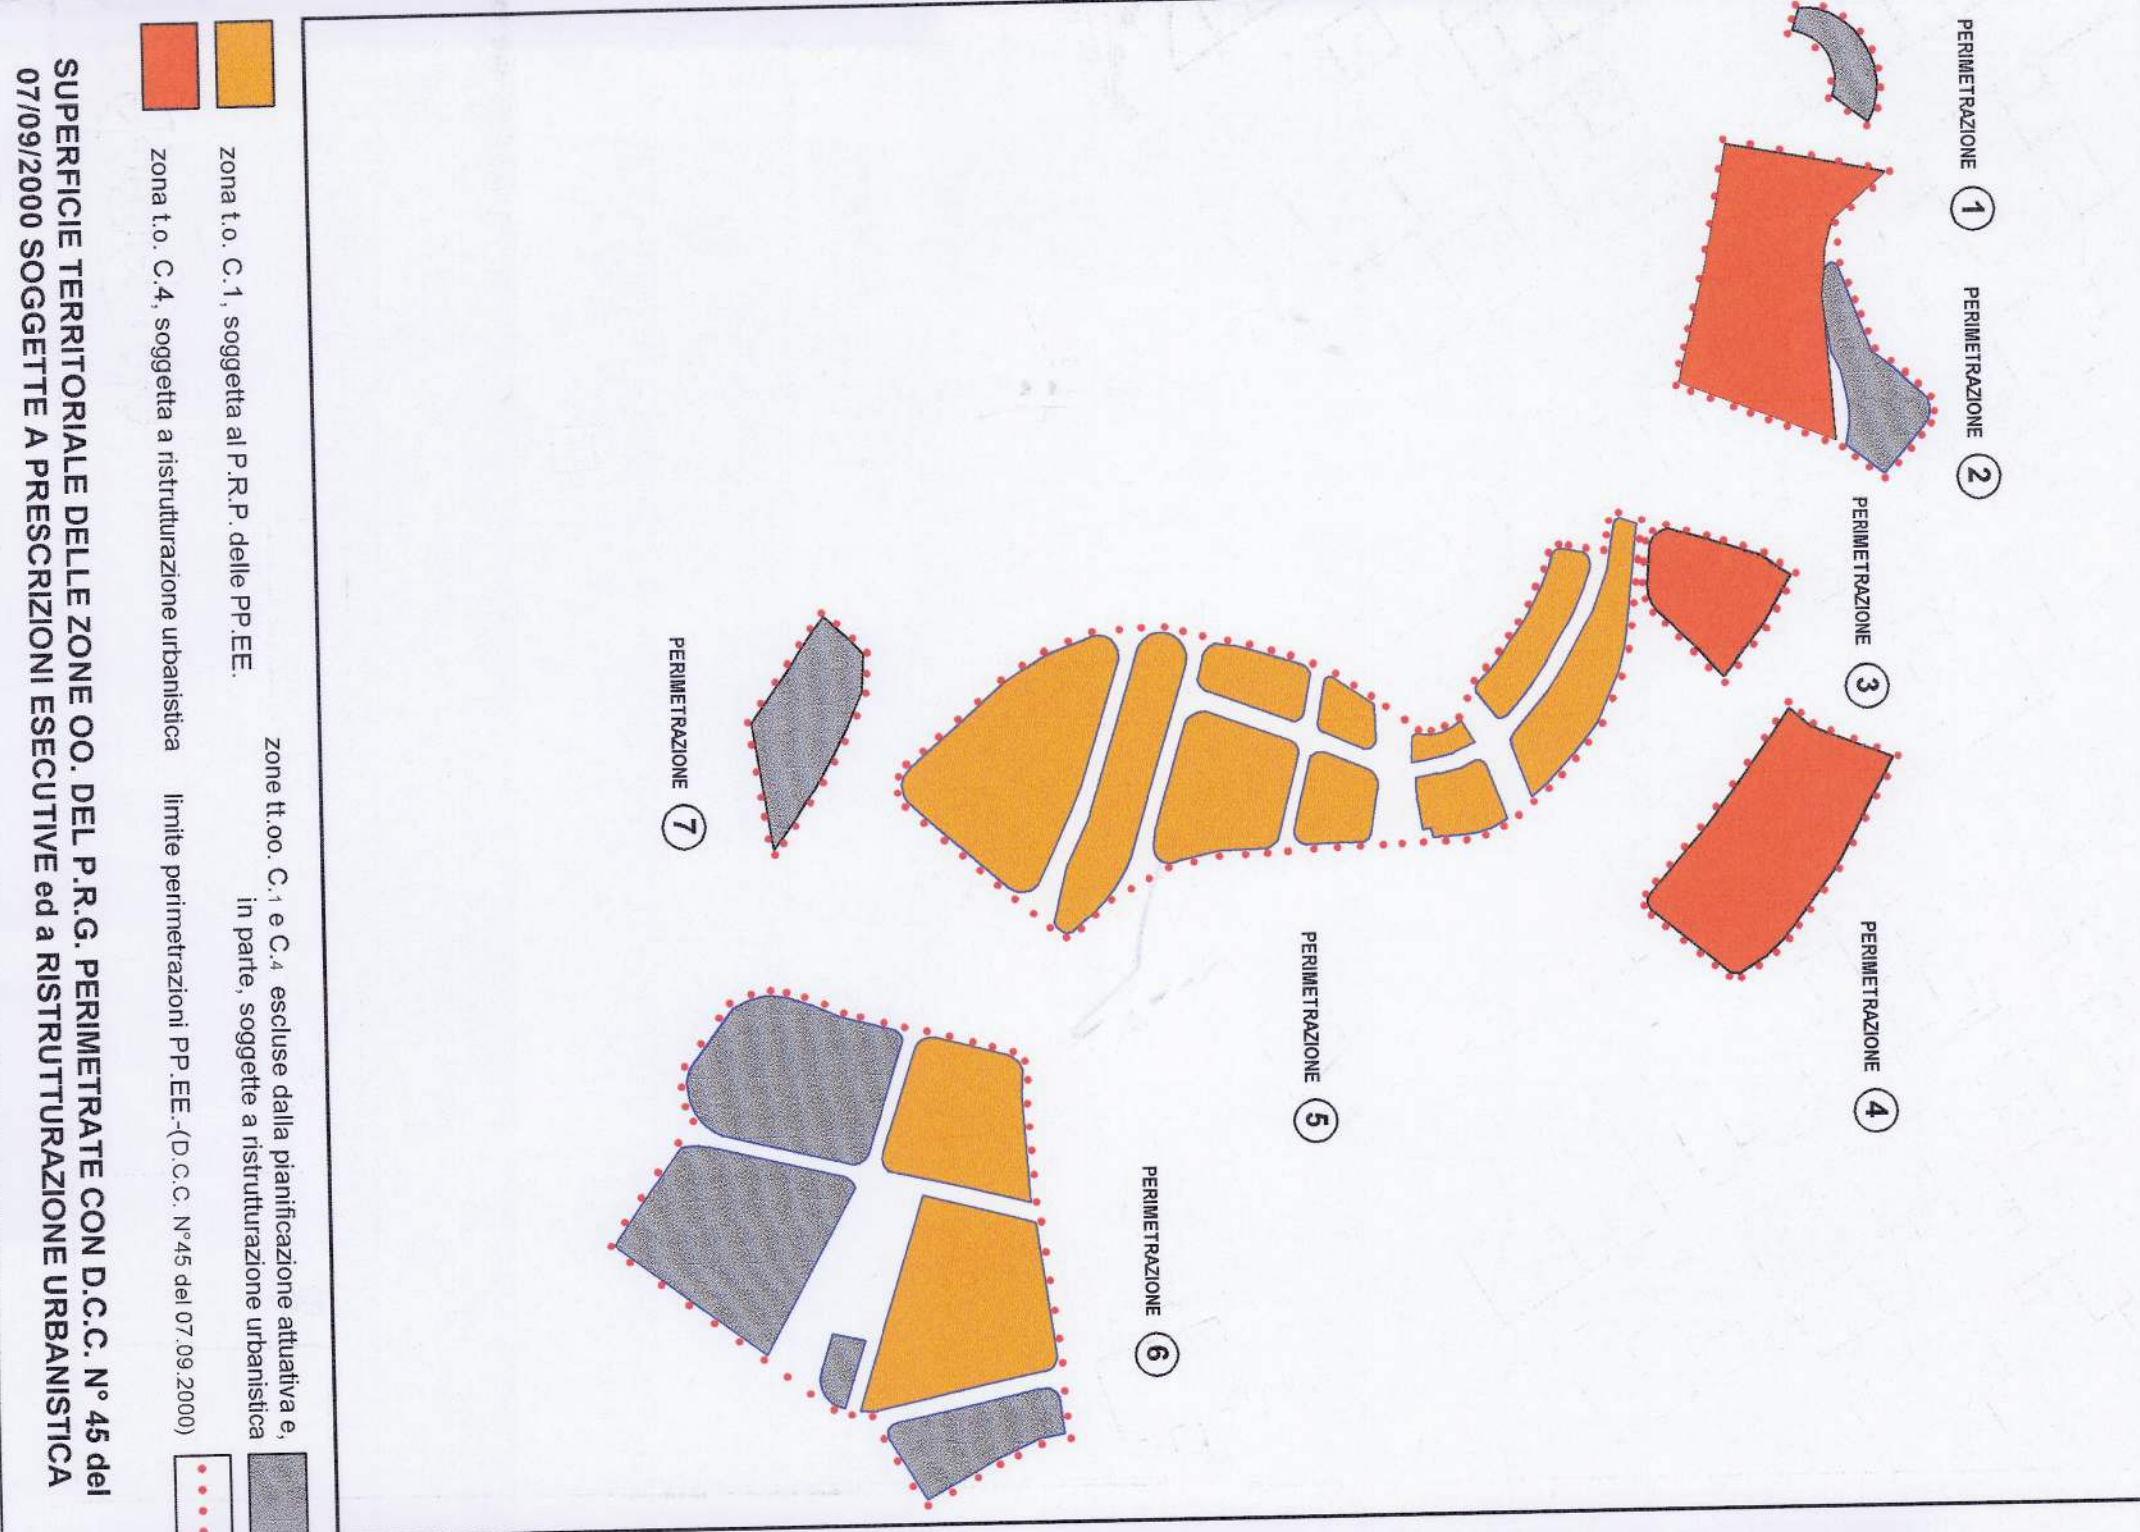 PERIMETRAZIONE 1
PERIMETRAZIONE 2
PERIMETRAZIONE 3
PERIMETRAZIONE 4
PERIMETRAZIONE 5
PERIMETRAZIONE 6
PERIMETRAZIONE 7
zona t.o. C.1, soggetta al P.R.P. delle PP.EE.
zone tt.oo. C.1 e C.4 escluse dalla pianificazione attuativa e,
in parte, soggette a ristrutturazione urbanistica
zona t.o. C.4, soggetta a ristrutturazione urbanistica
limite perimetrazioni PP.EE.-(D.C.C. N°45 del 07.09.2000)
SUPERFICIE TERRITORIALE DELLE ZONE OO. DEL P.R.G. PERIMETRATE CON D.C.C. N° 45 del
07/09/2000 SOGGETTE A PRESCRIZIONI ESECUTIVE ed a RISTRUTTURAZIONE URBANISTICA